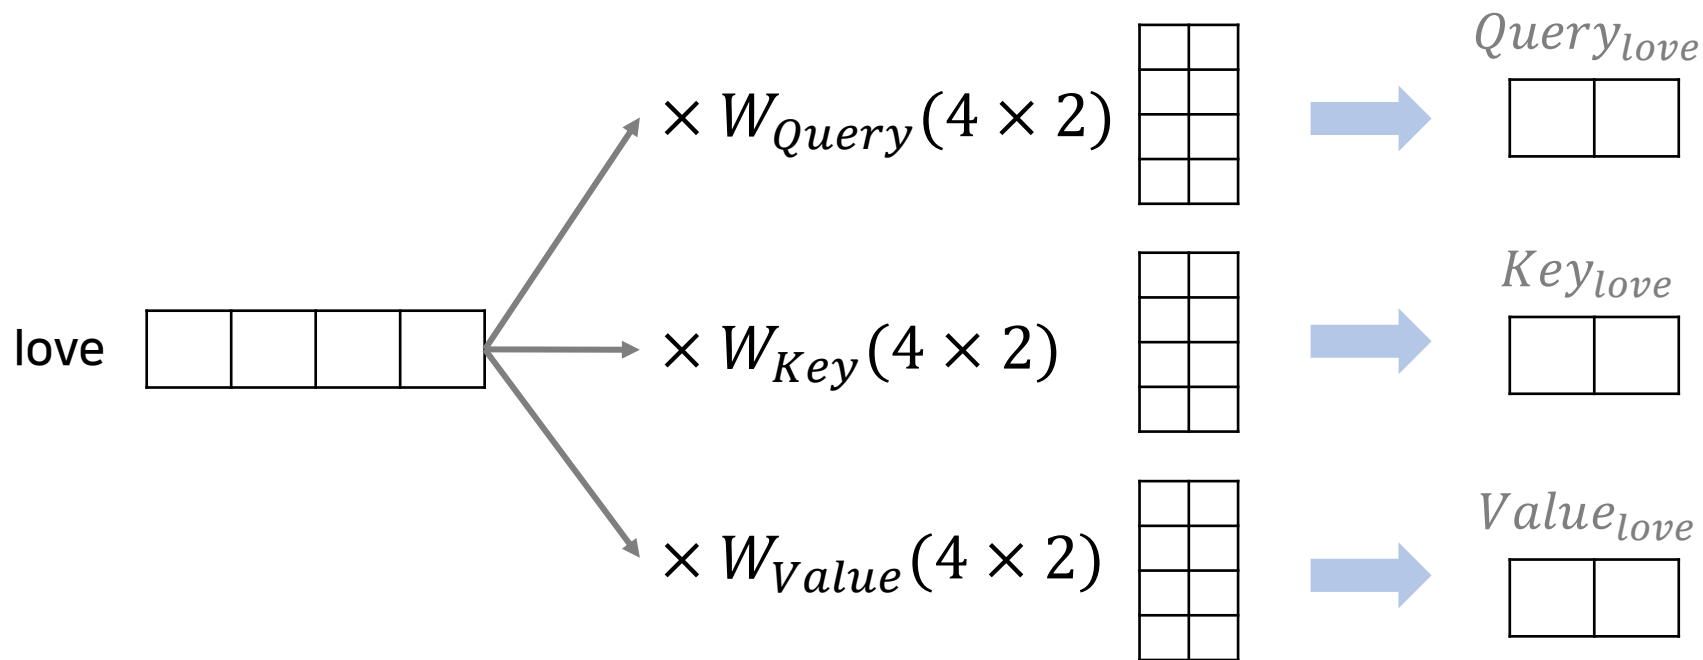 love
× W_Query(4 × 2)
Query_love
× W_Key(4 × 2)
Key_love
× W_Value(4 × 2)
Value_love